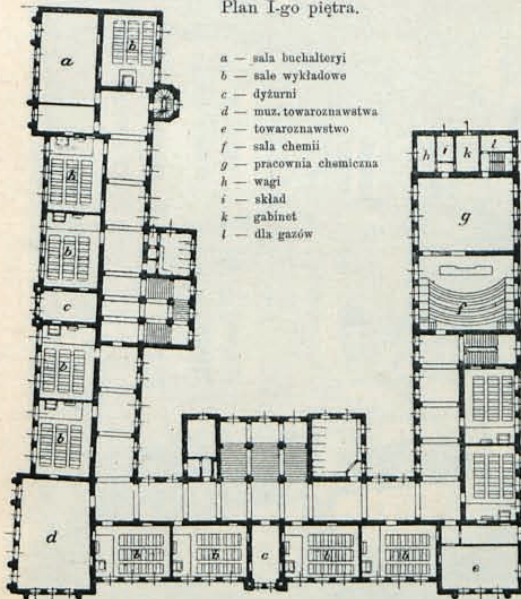 Plan I-go piętra.
a — sala buchalteryi
b — sale wykładowe
c — dyżurni
d — muz. towaroznawstwa
e — towaroznawstwo
f — sala chemii
g — pracownia chemiczna
h — wagi
i — skład
k — gabinet
l — dla gazów
a
b
b
b
c
b
b
d
b
b
c
b
b
e
f
g
h
i
k
l